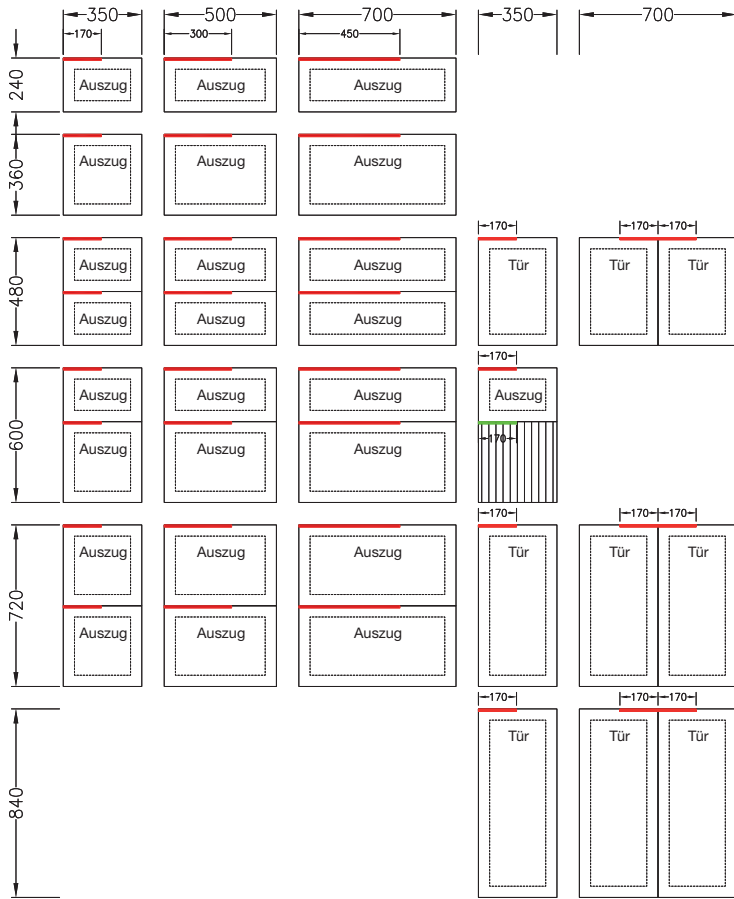 350 500 700 350 700
170 300 450
240 Auszug Auszug Auszug
360 Auszug Auszug Auszug
170 170 170
480 Auszug Auszug Auszug Tür Tür Tür
Auszug Auszug Auszug
170
600 Auszug Auszug Auszug Auszug
Auszug Auszug Auszug 170
170 170 170
720 Auszug Auszug Auszug Tür Tür Tür
Auszug Auszug Auszug
170 170 170
840 Tür Tür Tür